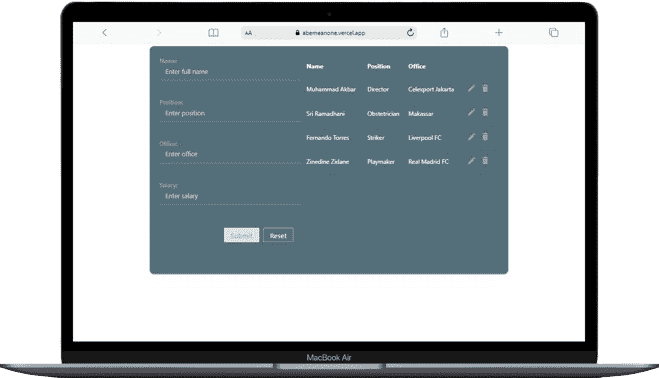 AA abemeanone.vercel.app
Name:
Enter full name
Position:
Enter position
Office:
Enter office
Salary:
Enter salary
Submit Reset
Name Position Office
Muhammad Akbar Director Celesport Jakarta
Sri Ramadhani Obstetrician Makassar
Fernando Torres Striker Liverpool FC
Zinedine Zidane Playmaker Real Madrid FC
MacBook Air